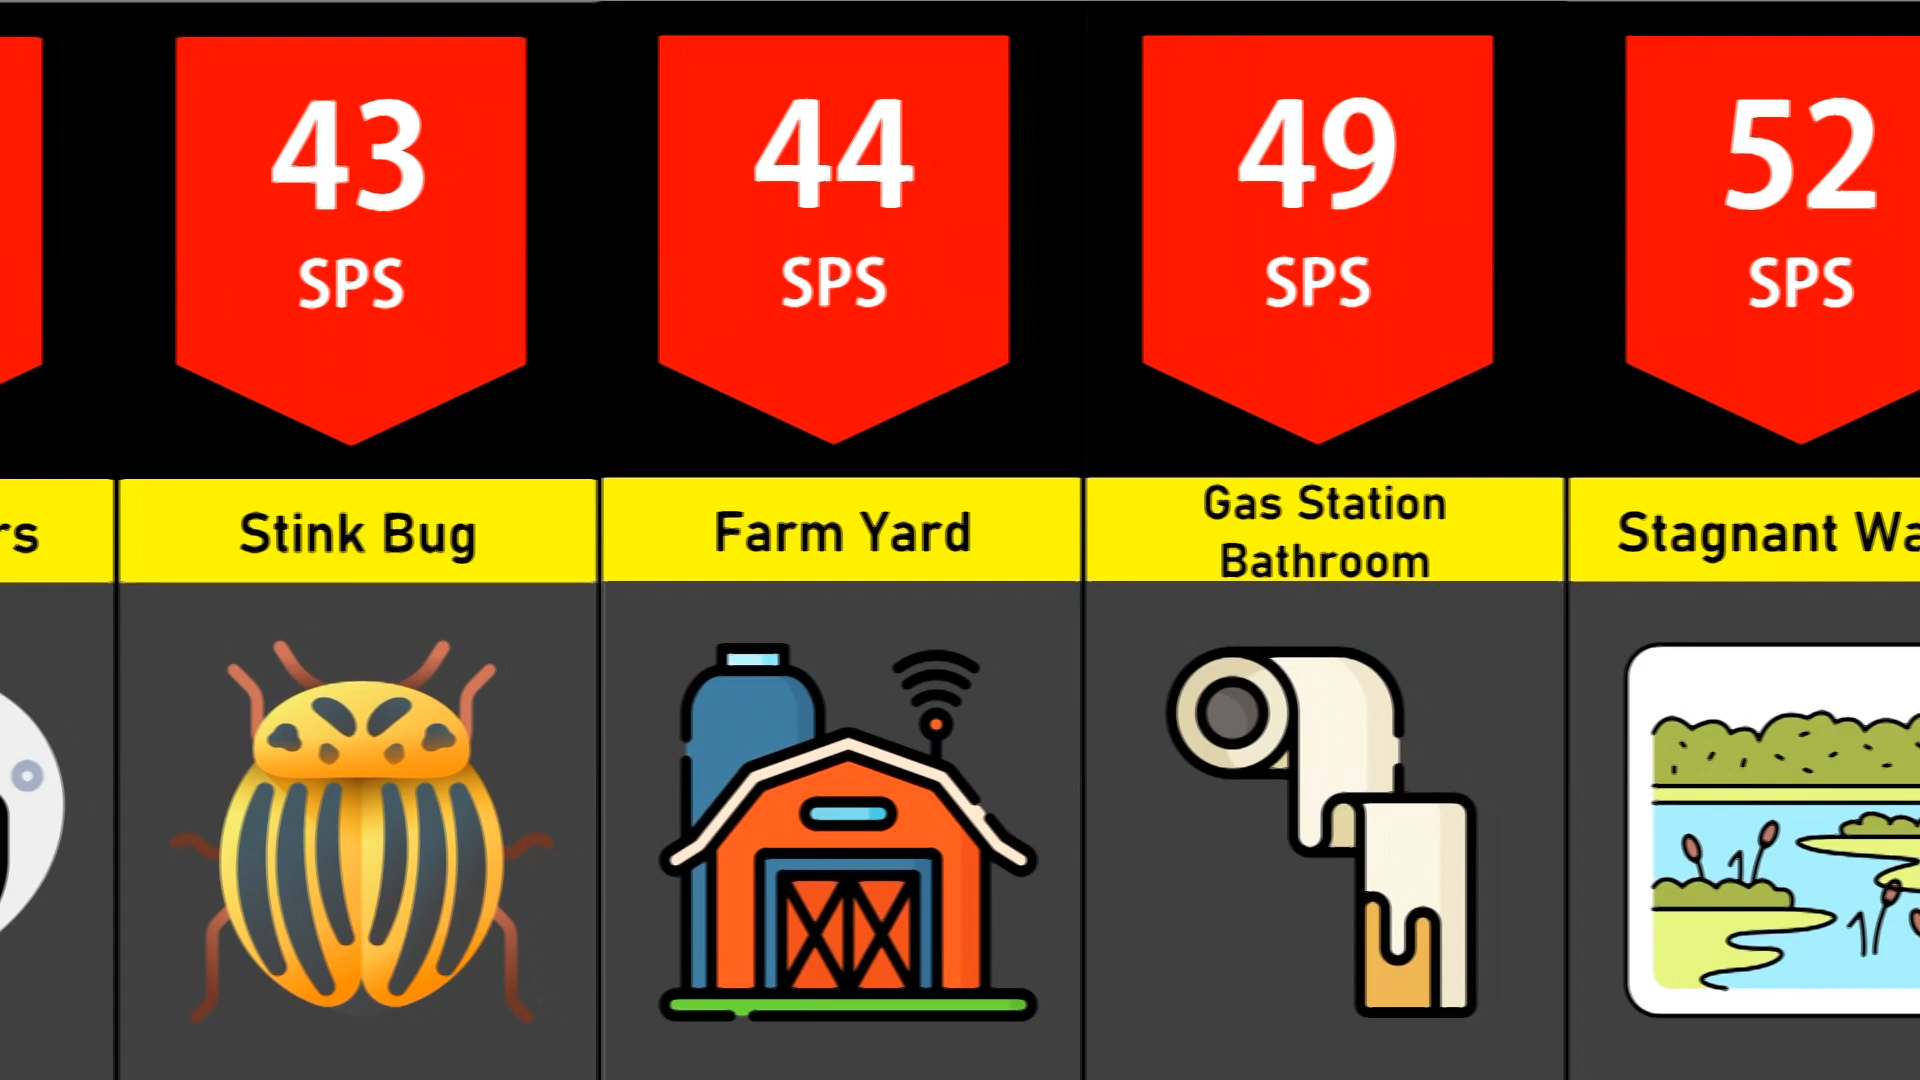 43
SPS
44
SPS
49
SPS
52
SPS
rs
Stink Bug
Farm Yard
Gas Station
Bathroom
Stagnant Wa